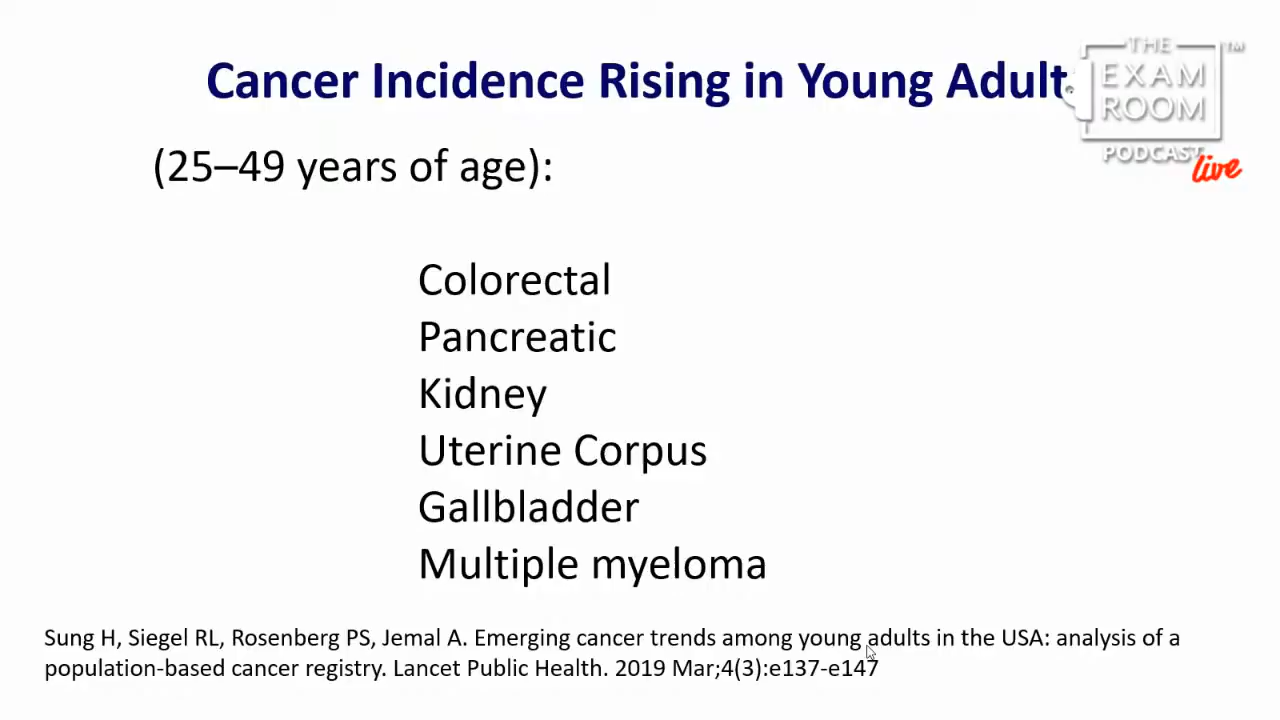 Cancer Incidence Rising in Young Adult
(25–49 years of age):
Colorectal
Pancreatic
Kidney
Uterine Corpus
Gallbladder
Multiple myeloma
Sung H, Siegel RL, Rosenberg PS, Jemal A. Emerging cancer trends among young adults in the USA: analysis of a
population-based cancer registry. Lancet Public Health. 2019 Mar;4(3):e137-e147
THE
EXAM
ROOM
PODCAST
live
TM